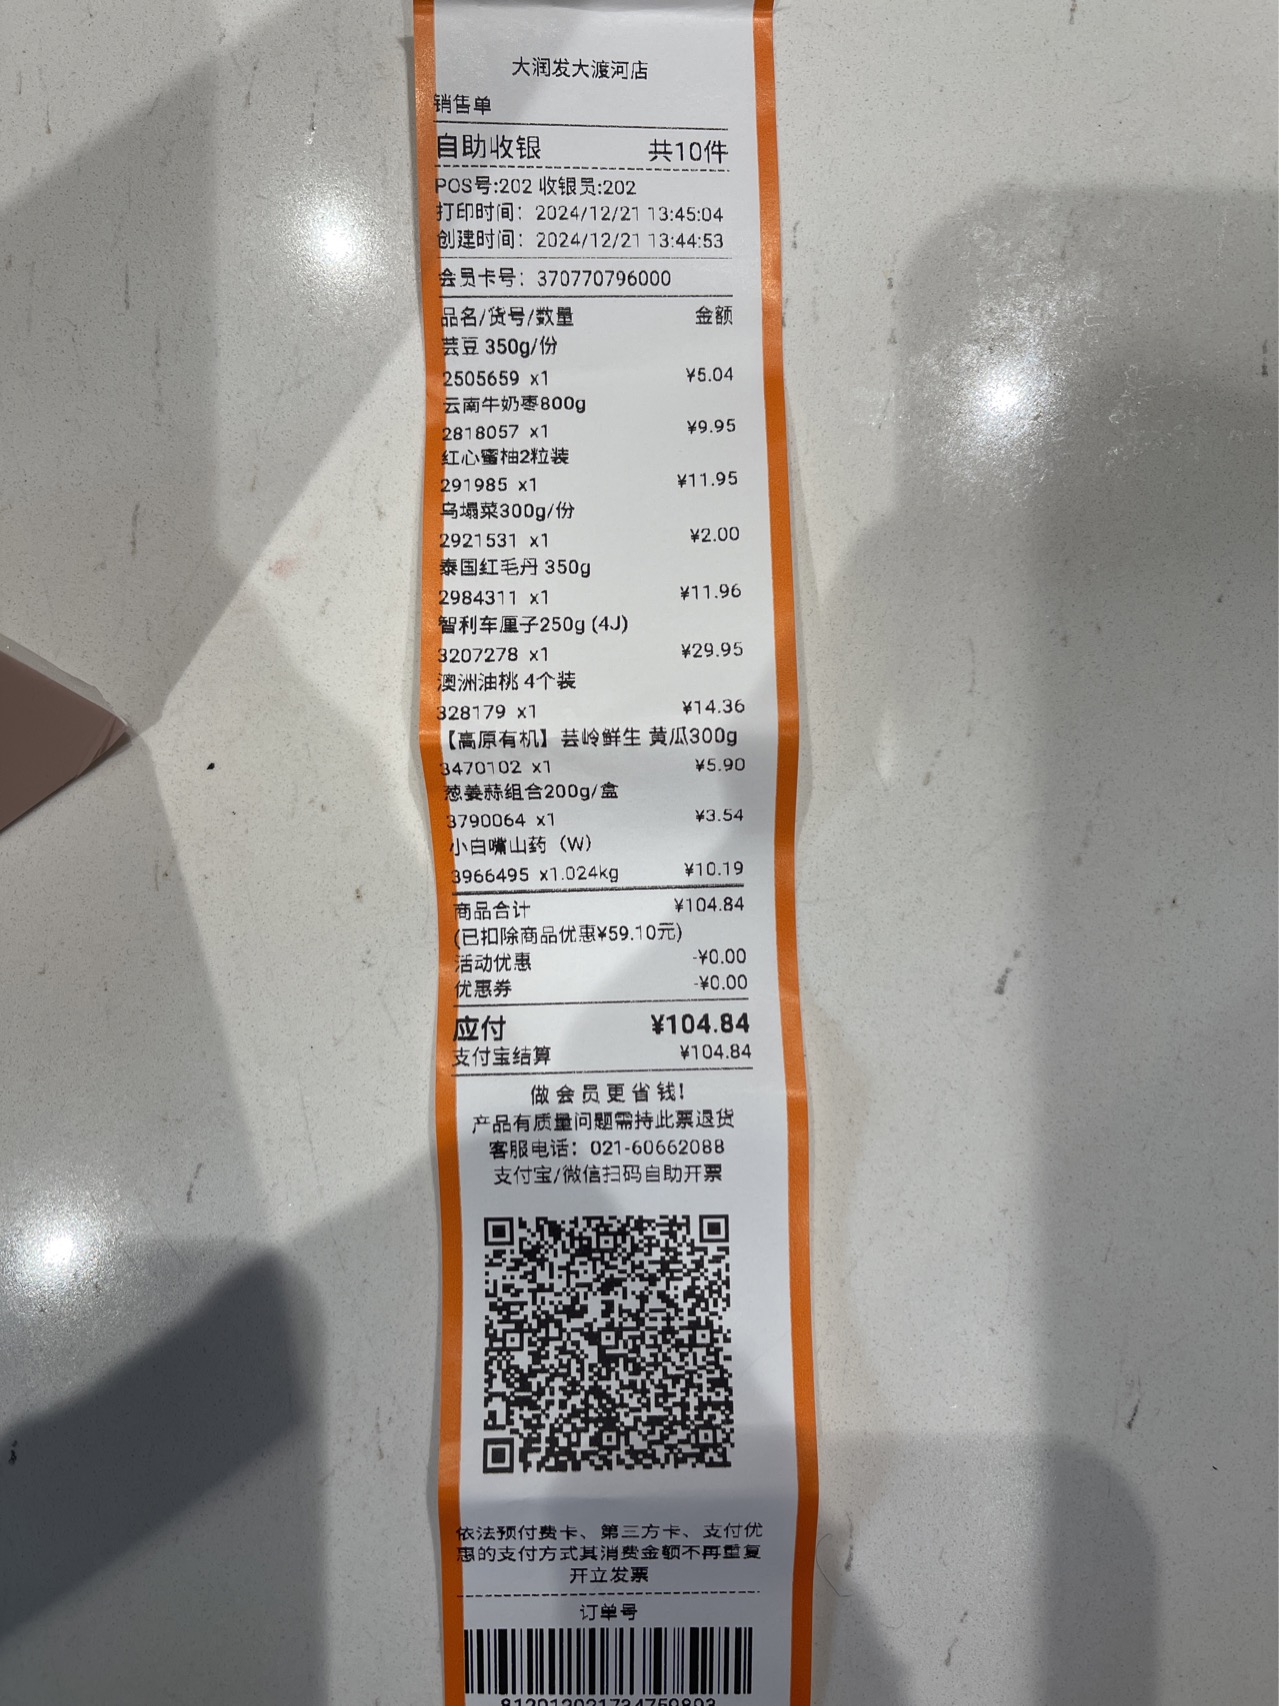 大润发大渡河店
销售单
自助收银 共10件
POS号:202 收银员:202
打印时间：2024/12/21 13:45:04
创建时间：2024/12/21 13:44:53
会员卡号：370770796000
品名/货号/数量 金额
芸豆 350g/份
2505659 x1 ¥5.04
云南牛奶枣800g
2818057 x1 ¥9.95
红心蜜柚2粒装
291985 x1 ¥11.95
乌塌菜300g/份
2921531 x1 ¥2.00
泰国红毛丹 350g
2984311 x1 ¥11.96
智利车厘子250g (4J)
3207278 x1 ¥29.95
澳洲油桃 4个装
328179 x1 ¥14.36
【高原有机】芸岭鲜生 黄瓜300g
3470102 x1 ¥5.90
葱姜蒜组合200g/盒
3790064 x1 ¥3.54
小白嘴山药（W）
3966495 x1.024kg ¥10.19
商品合计 ¥104.84
(已扣除商品优惠¥59.10元)
活动优惠 -¥0.00
优惠券 -¥0.00
应付 ¥104.84
支付宝结算 ¥104.84
做会员更省钱!
产品有质量问题需持此票退货
客服电话：021-60662088
支付宝/微信扫码自助开票
依法预付费卡、第三方卡、支付优
惠的支付方式其消费金额不再重复
开立发票
订单号